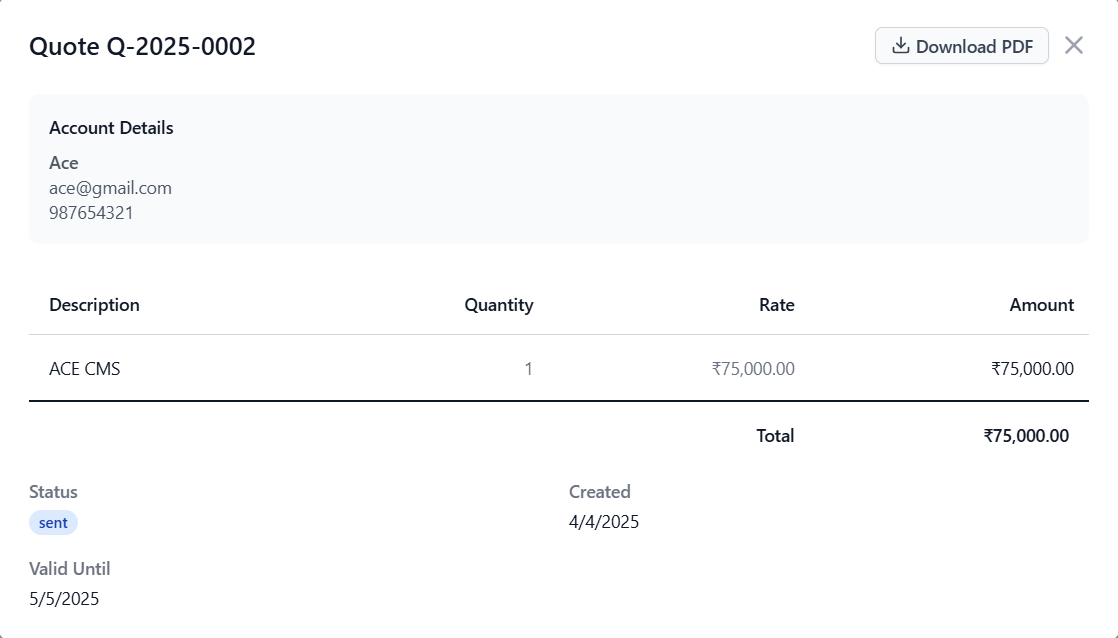 Quote Q-2025-0002
Download PDF
Account Details
Ace
ace@gmail.com
987654321
Description Quantity Rate Amount
ACE CMS 1 ₹75,000.00 ₹75,000.00
Total ₹75,000.00
Status Created
sent 4/4/2025
Valid Until
5/5/2025